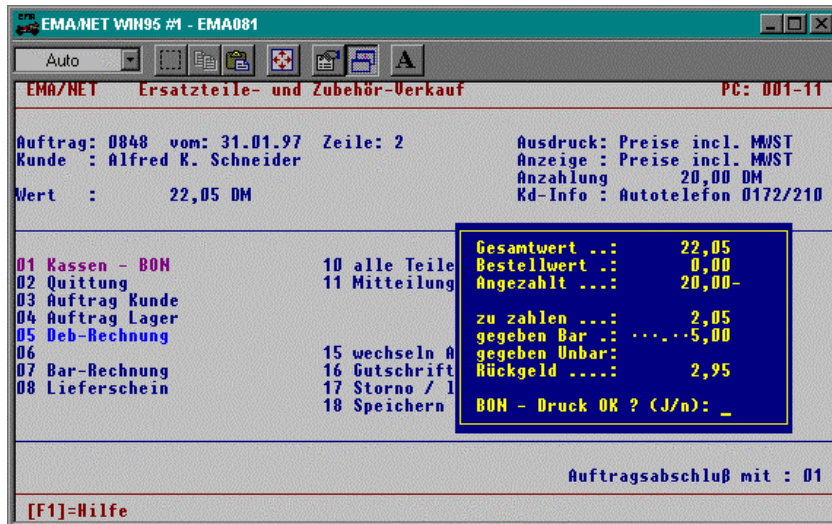 EMA/NET WIN95 #1 - EMA081
Auto
A
EMA/NET Ersatzteile- und Zubehör-Verkauf PC: 001-11
Auftrag: 0848 vom: 31.01.97 Zeile: 2 Ausdruck: Preise incl. MWST
Kunde : Alfred K. Schneider Anzeige : Preise incl. MWST
Anzahlung 20,00 DM
Wert : 22,05 DM Kd-Info : Autotelefon 0172/210
Gesamtwert ..: 22,05
01 Kassen - BON 10 alle Teile Bestellwert .: 0,00
02 Quittung 11 Mitteilung Angezahlt ...: 20,00-
03 Auftrag Kunde
04 Auftrag Lager zu zahlen ...: 2,05
05 Deb-Rechnung gegeben Bar .: ···.··5,00
06 15 wechseln A gegeben Unbar:
07 Bar-Rechnung 16 Gutschrift Rückgeld ....: 2,95
08 Lieferschein 17 Storno / l
18 Speichern BON - Druck OK ? (J/n): _
Auftragsabschluß mit : 01
[F1]=Hilfe